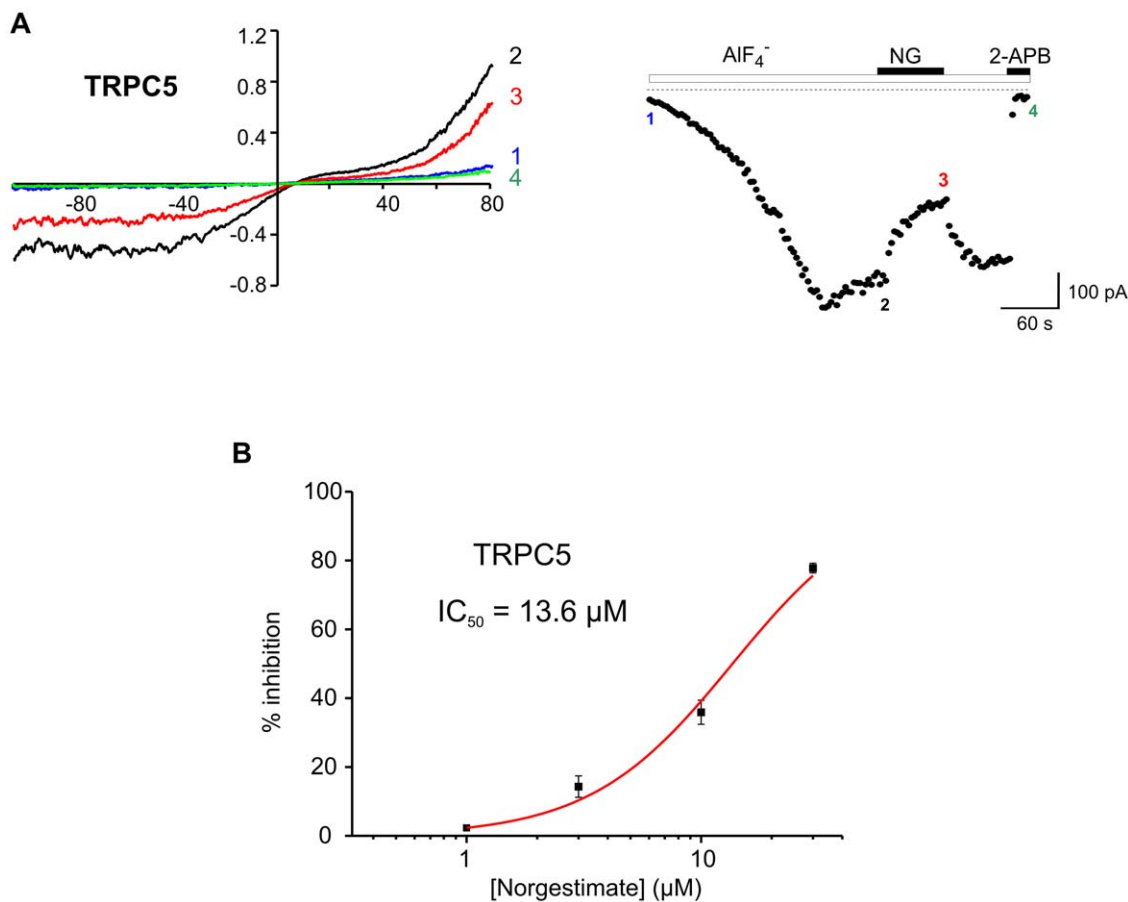 A
TRPC5
1.2
0.8
0.4
-0.4
-0.8
-80
-40
40
80
2
3
1
4
AlF₄⁻
NG
2-APB
1
2
3
4
100 pA
60 s
B
TRPC5
IC₅₀ = 13.6 µM
% inhibition
100
80
60
40
20
0
1
10
[Norgestimate] (µM)